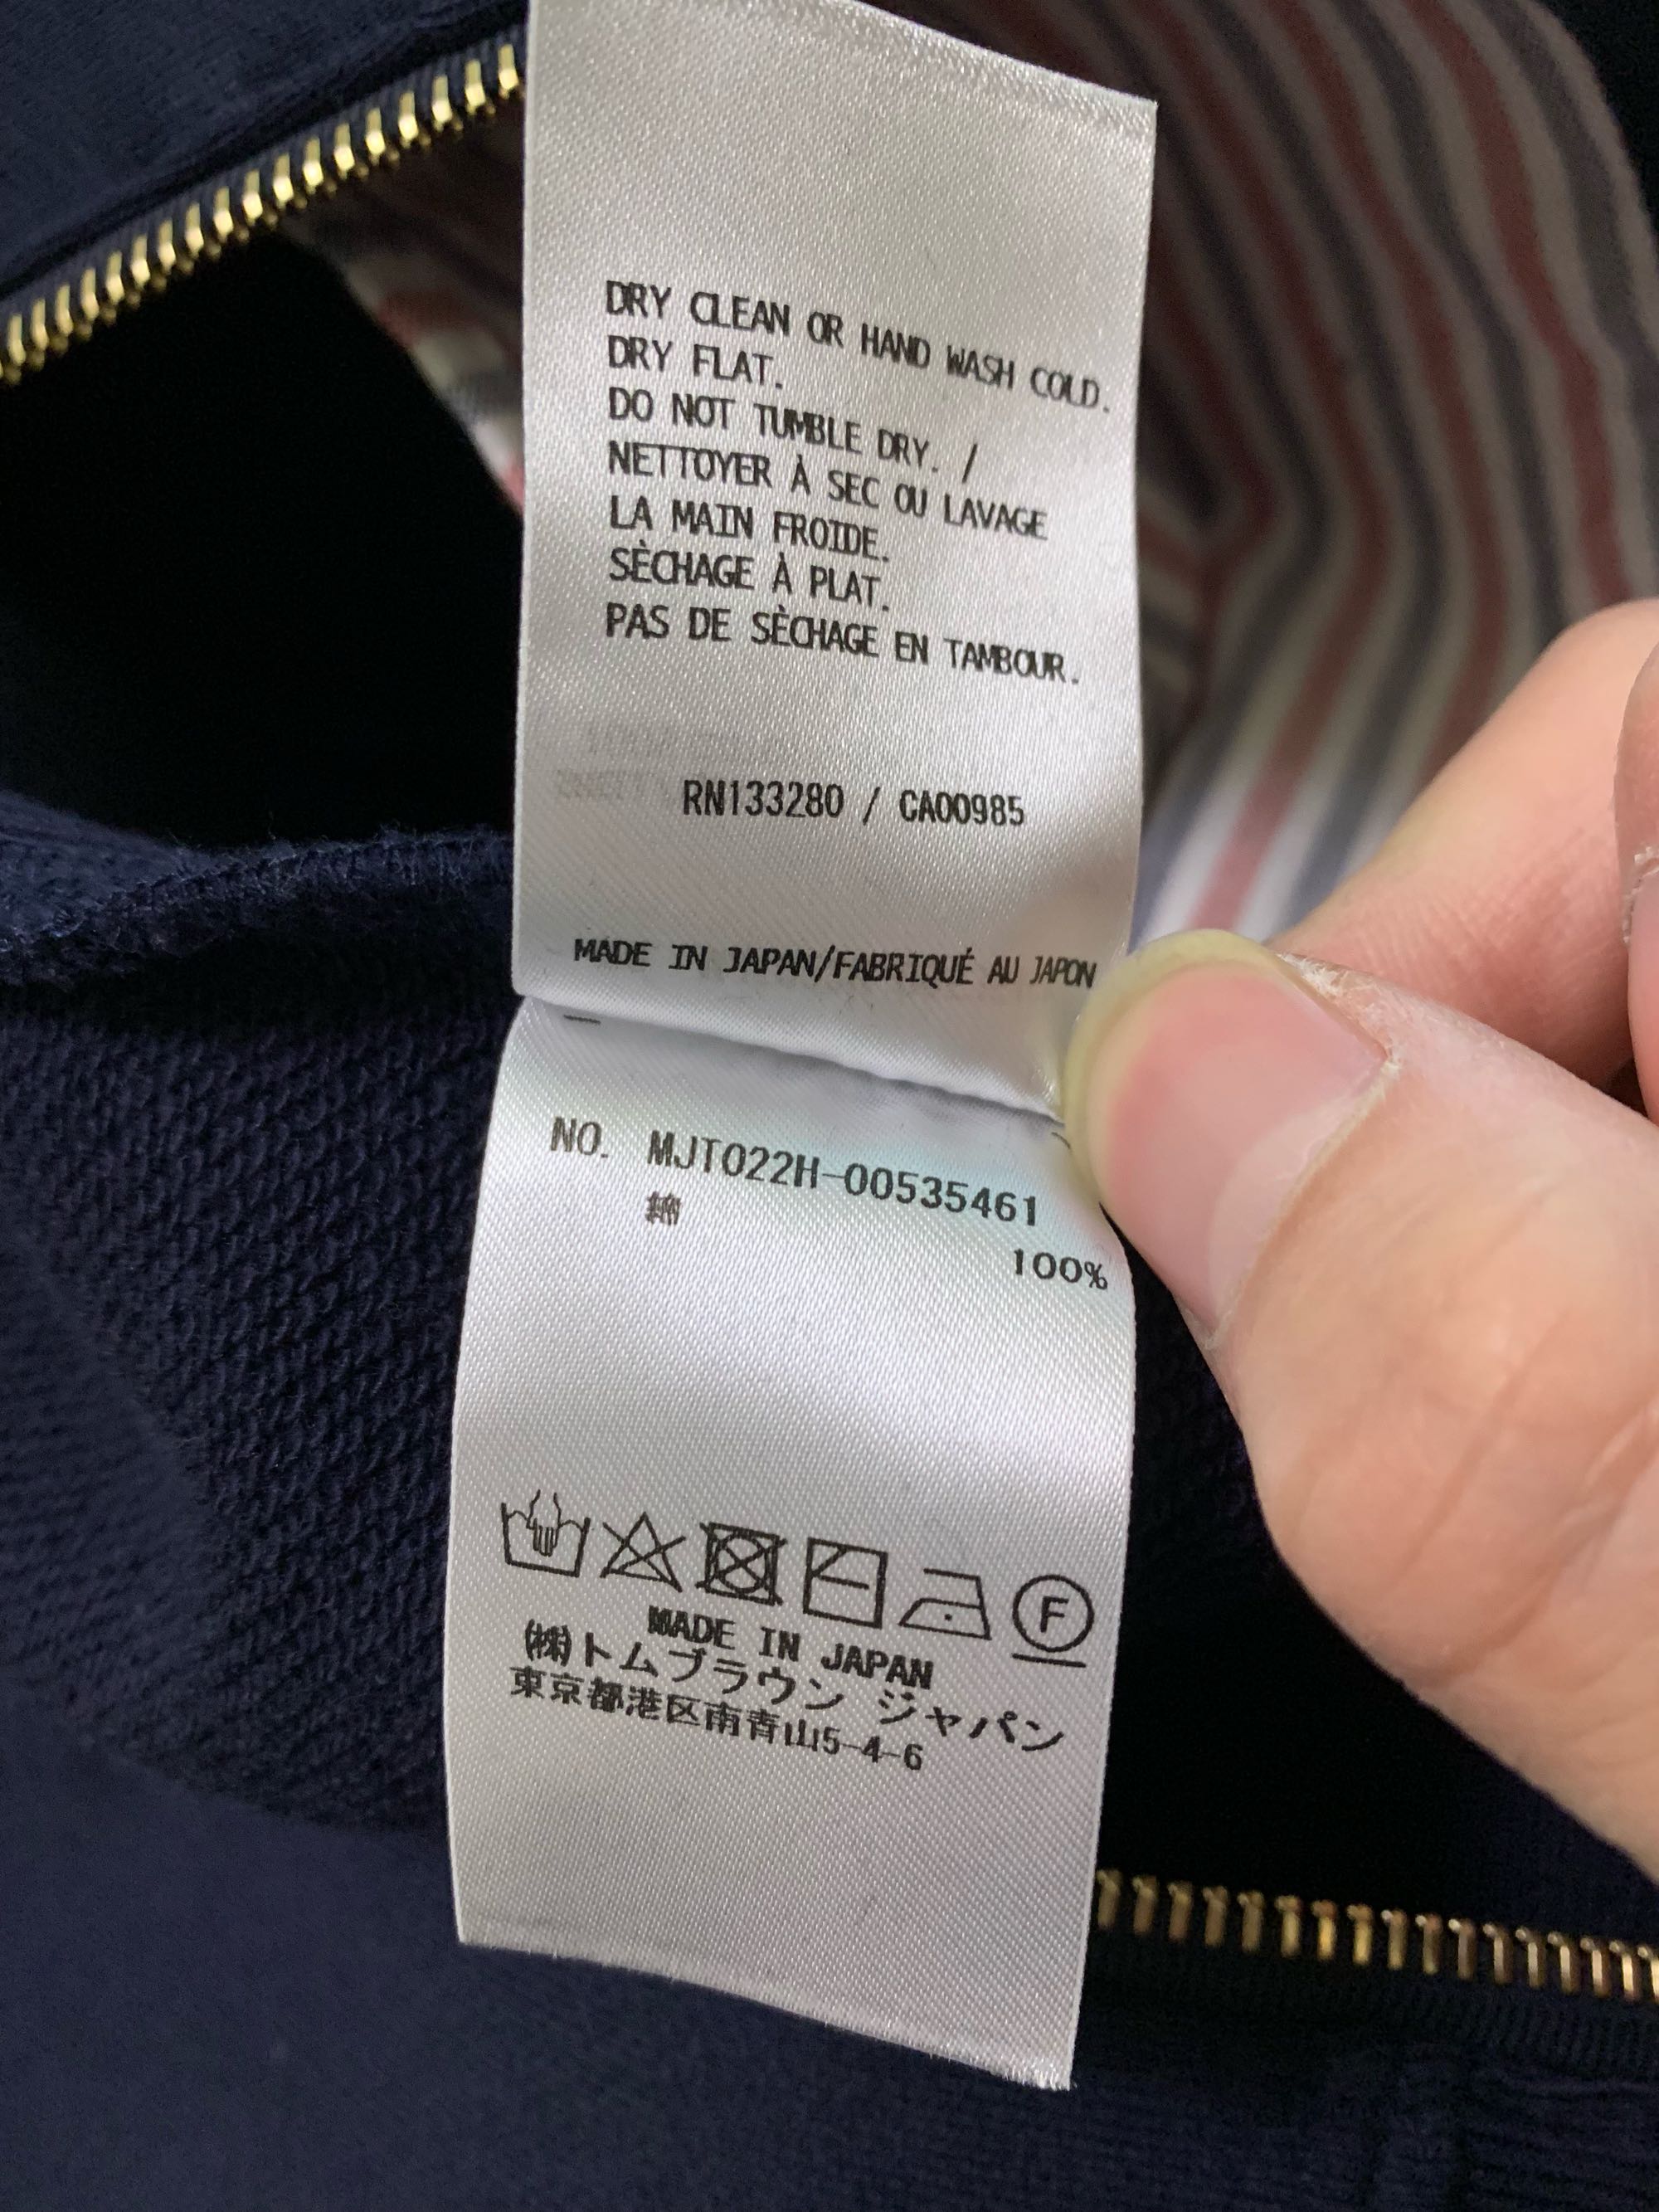 DRY CLEAN OR HAND WASH COLD.
DRY FLAT.
DO NOT TUMBLE DRY. /
NETTOYER À SEC OU LAVAGE
LA MAIN FROIDE.
SÈCHAGE À PLAT.
PAS DE SÈCHAGE EN TAMBOUR.
RN133280 / CA00985
MADE IN JAPAN/FABRIQUÉ AU JAPON
NO. MJT022H-00535461
綿
100%
F
MADE IN JAPAN
㈱トムブラウン ジャパン
東京都港区南青山5-4-6